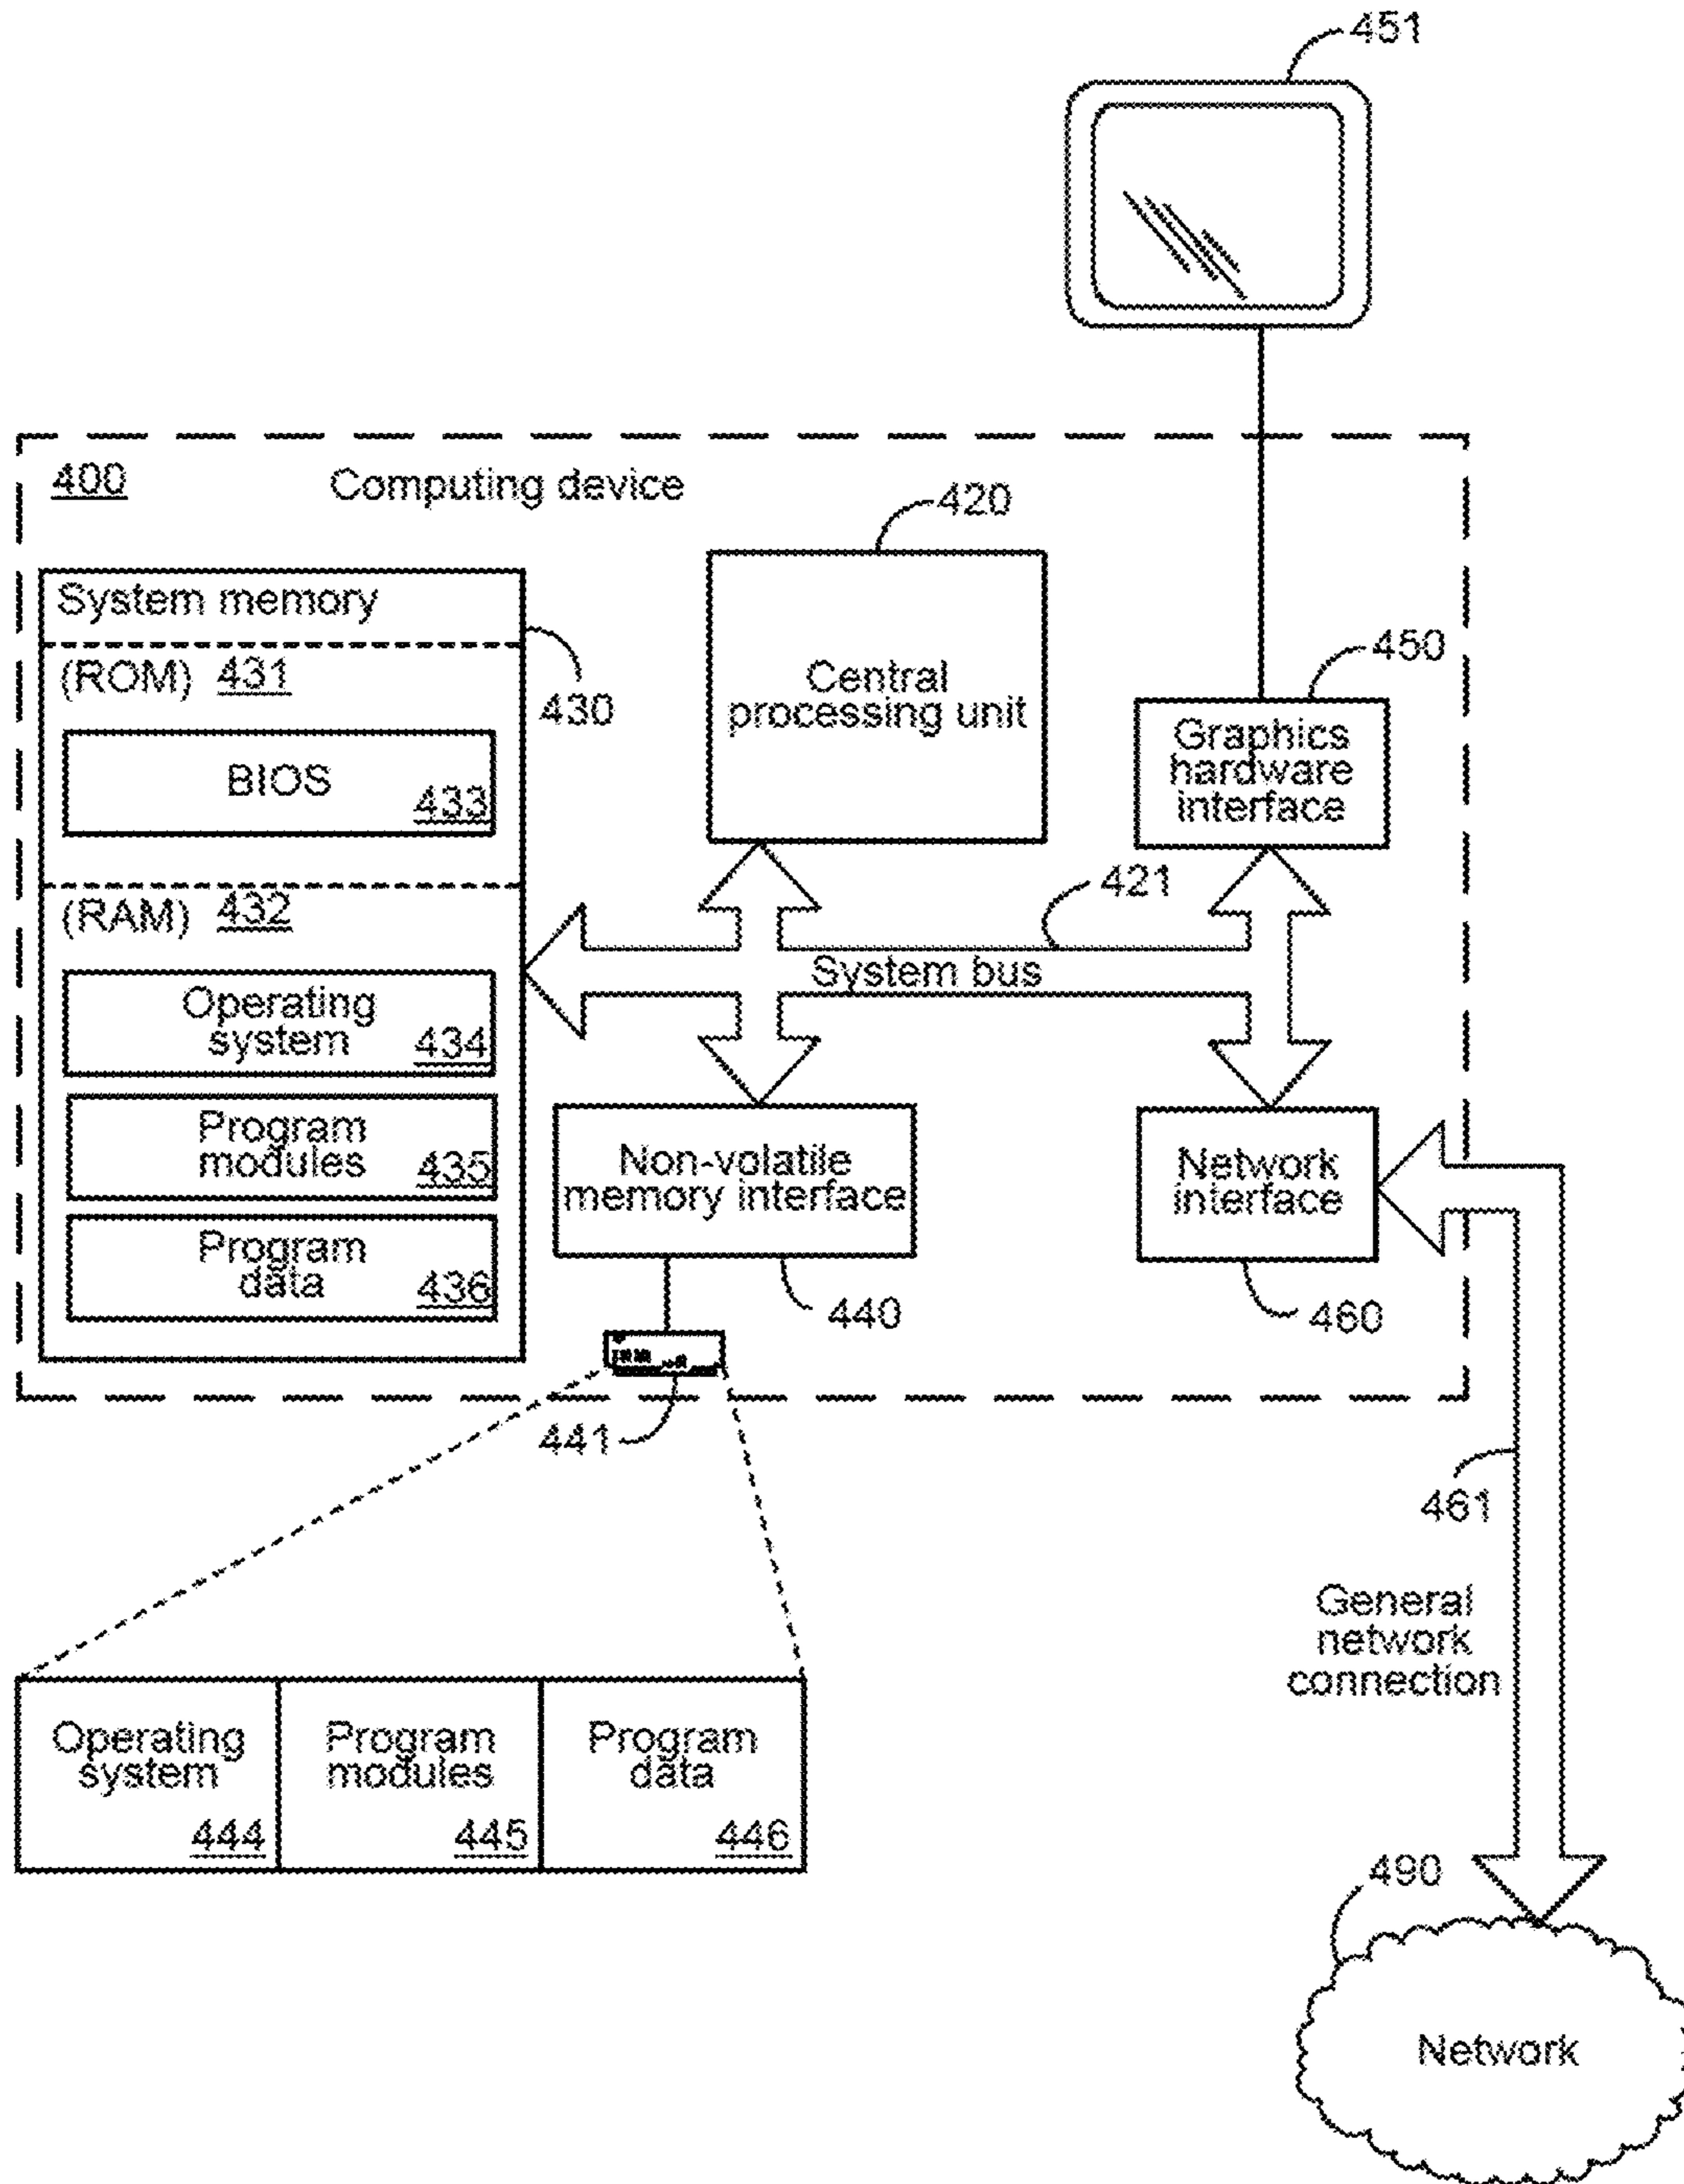 451
400 Computing device
420
System memory
(ROM) 431
430
BIOS
433
Central
processing unit
450
Graphics
hardware
interface
421
(RAM) 432
System bus
Operating
system 434
Program
modules 435
Program
data 436
Non-volatile
memory interface
Network
interface
440
460
441
461
General
network
connection
Operating
system
444
Program
modules
445
Program
data
446
490
Network